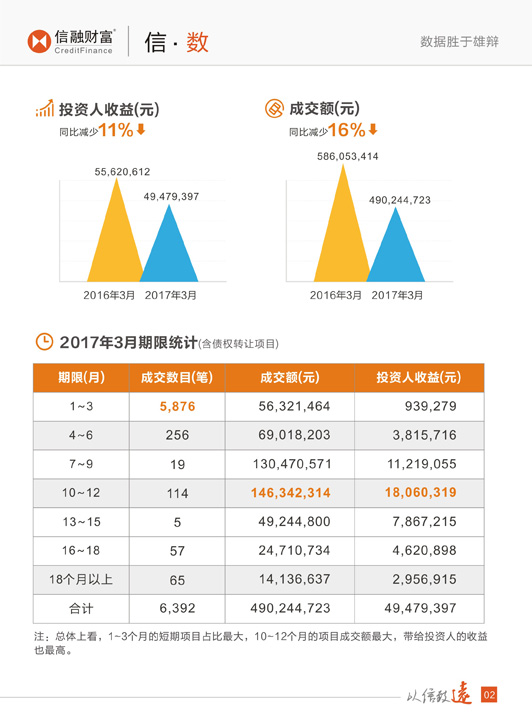 信融财富®
CreditFinance
信·数
数据胜于雄辩
投资人收益(元)
同比减少11%
55,620,612
49,479,397
2016年3月 2017年3月
成交额(元)
同比减少16%
586,053,414
490,244,723
2016年3月 2017年3月
2017年3月期限统计(含债权转让项目)
期限(月) 成交数目(笔) 成交额(元) 投资人收益(元)
1~3 5,876 56,321,464 939,279
4~6 256 69,018,203 3,815,716
7~9 19 130,470,571 11,219,055
10~12 114 146,342,314 18,060,319
13~15 5 49,244,800 7,867,215
16~18 57 24,710,734 4,620,898
18个月以上 65 14,136,637 2,956,915
合计 6,392 490,244,723 49,479,397
注：总体上看，1~3个月的短期项目占比最大，10~12个月的项目成交额最大，带给投资人的收益
也最高。
以信致遠 02